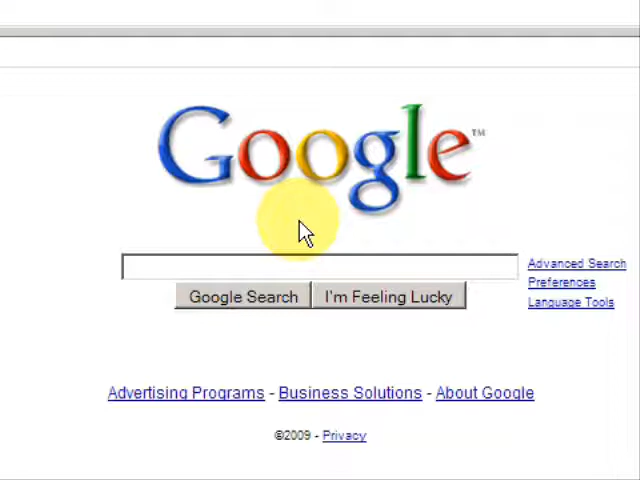 Google™
Advanced Search
Preferences
Language Tools
Google Search I'm Feeling Lucky
Advertising Programs - Business Solutions - About Google
©2009 - Privacy